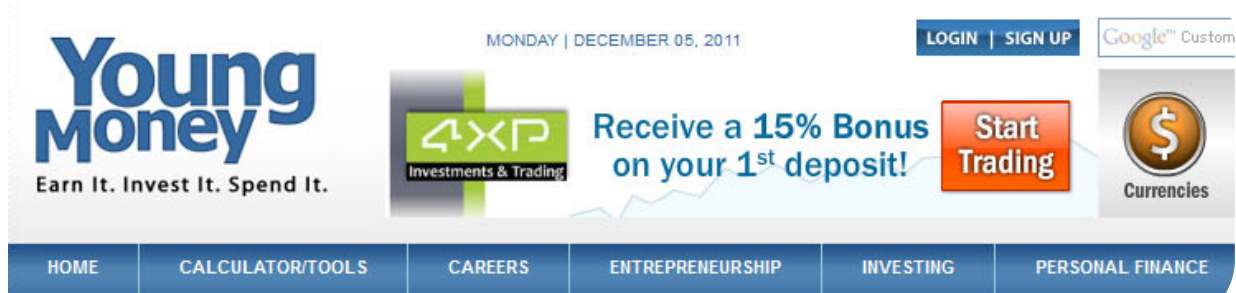 MONDAY | DECEMBER 05, 2011
LOGIN | SIGN UP
Google™ Custom
Young
Money
Earn It. Invest It. Spend It.
4XP
Investments & Trading
Receive a 15% Bonus
on your 1st deposit!
Start
Trading
$
Currencies
HOME
CALCULATOR/TOOLS
CAREERS
ENTREPRENEURSHIP
INVESTING
PERSONAL FINANCE